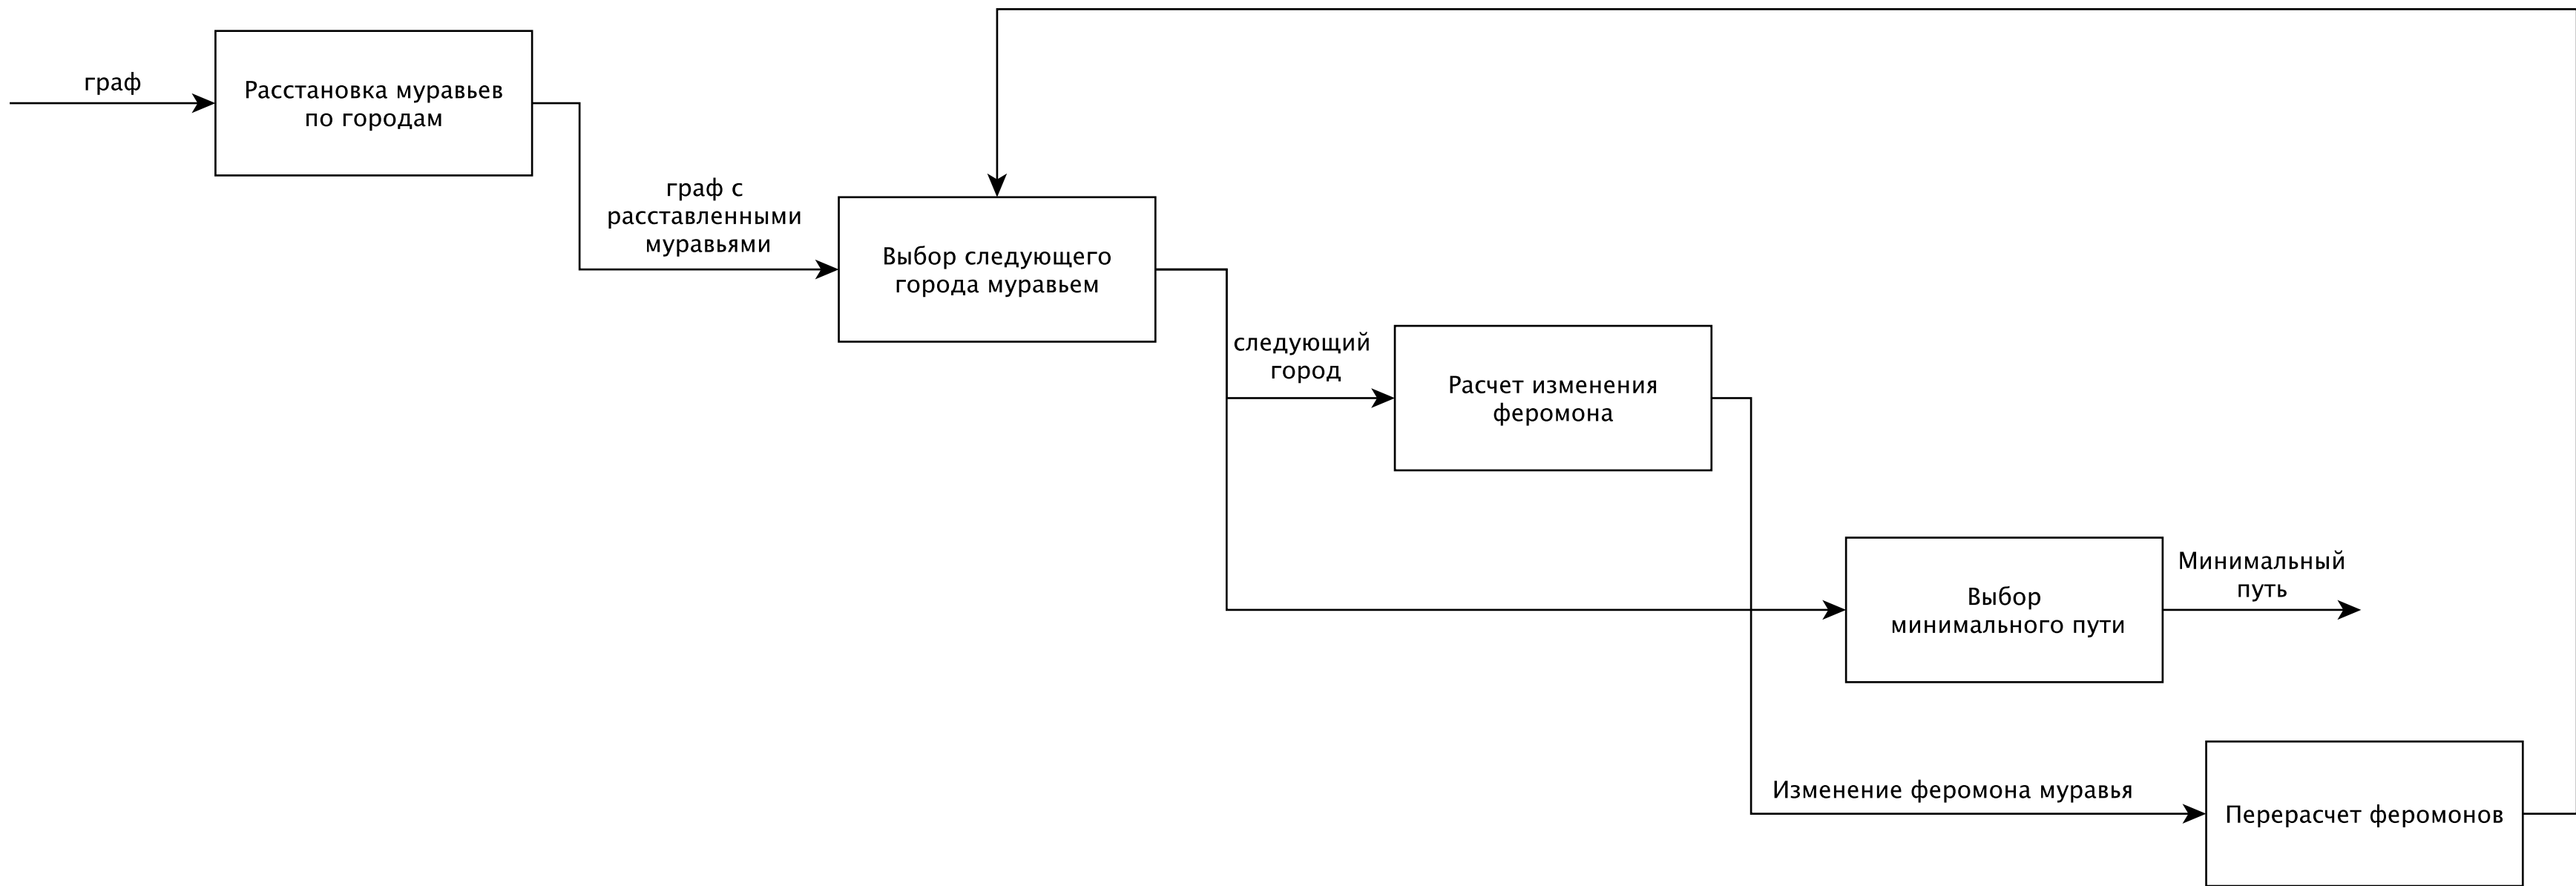 граф
Расстановка муравьев
по городам
граф с
расставленными
муравьями
Выбор следующего
города муравьем
следующий
город
Расчет изменения
феромона
Выбор
минимального пути
Минимальный
путь
Изменение феромона муравья
Перерасчет феромонов